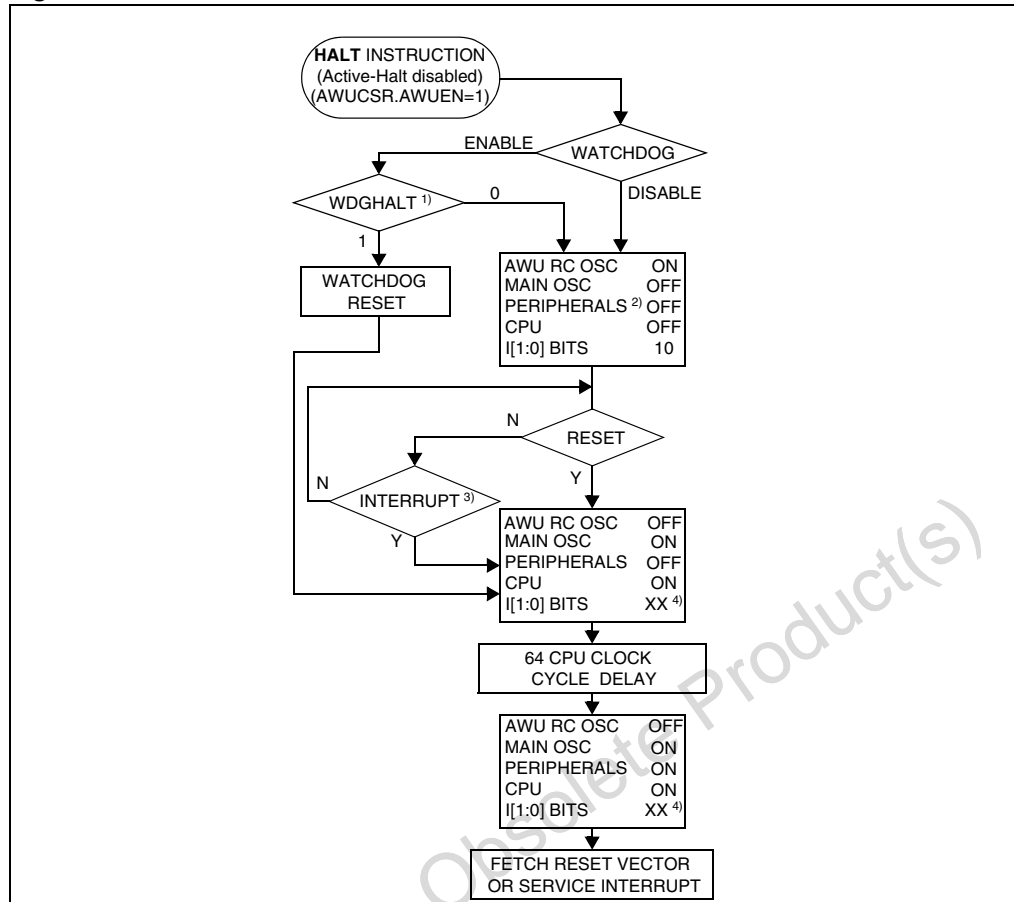 HALT INSTRUCTION
(Active-Halt disabled)
(AWUCSR.AWUEN=1)
ENABLE
WATCHDOG
WDGHALT 1)
0
DISABLE
1
WATCHDOG
RESET
AWU RC OSC ON
MAIN OSC OFF
PERIPHERALS 2) OFF
CPU OFF
I[1:0] BITS 10
N
RESET
N
INTERRUPT 3)
Y
Y
AWU RC OSC OFF
MAIN OSC ON
PERIPHERALS OFF
CPU ON
I[1:0] BITS XX 4)
64 CPU CLOCK
CYCLE DELAY
AWU RC OSC OFF
MAIN OSC ON
PERIPHERALS ON
CPU ON
I[1:0] BITS XX 4)
FETCH RESET VECTOR
OR SERVICE INTERRUPT
Obsolete Product(s)